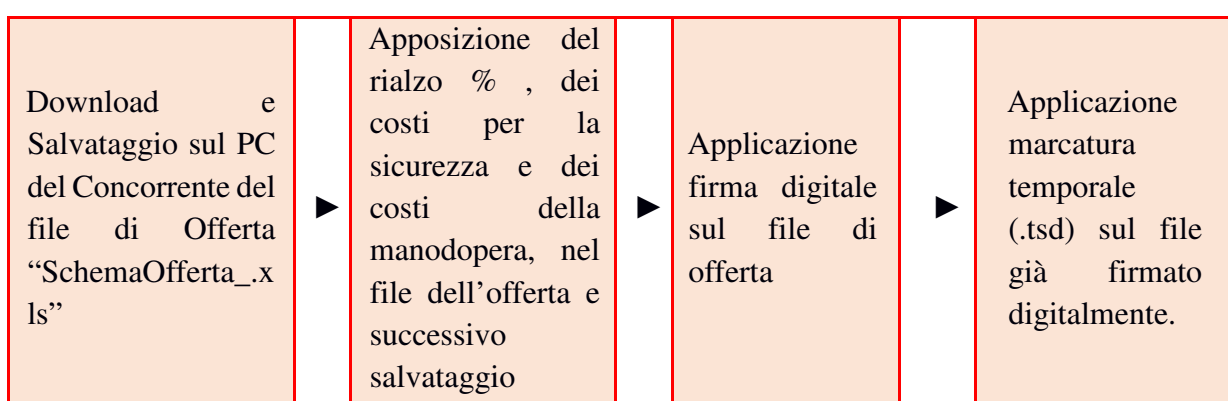 Download e
Salvataggio sul PC
del Concorrente del
file di Offerta
“SchemaOfferta_.x
ls”
►
Apposizione del
rialzo % , dei
costi per la
sicurezza e dei
costi della
manodopera, nel
file dell’offerta e
successivo
salvataggio
►
Applicazione
firma digitale
sul file di
offerta
►
Applicazione
marcatura
temporale
(.tsd) sul file
già firmato
digitalmente.